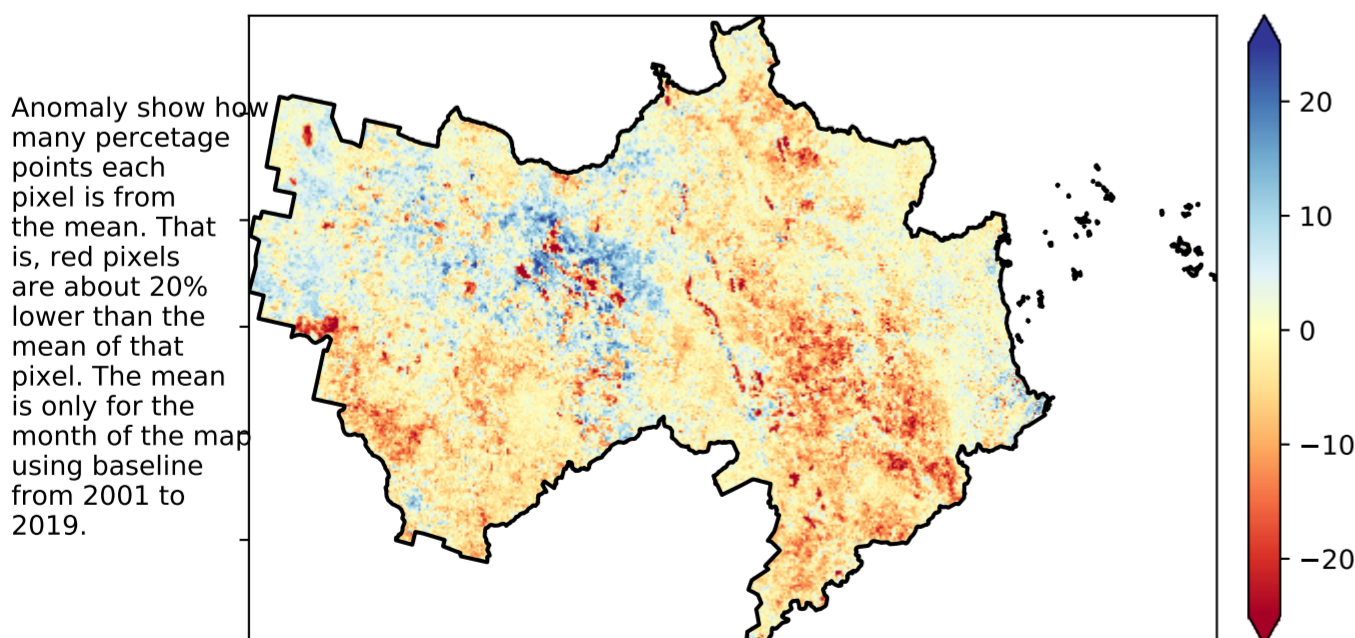 Anomaly show how
many percetage
points each
pixel is from
the mean. That
is, red pixels
are about 20%
lower than the
mean of that
pixel. The mean
is only for the
month of the map
using baseline
from 2001 to
2019.
20
10
0
−10
−20